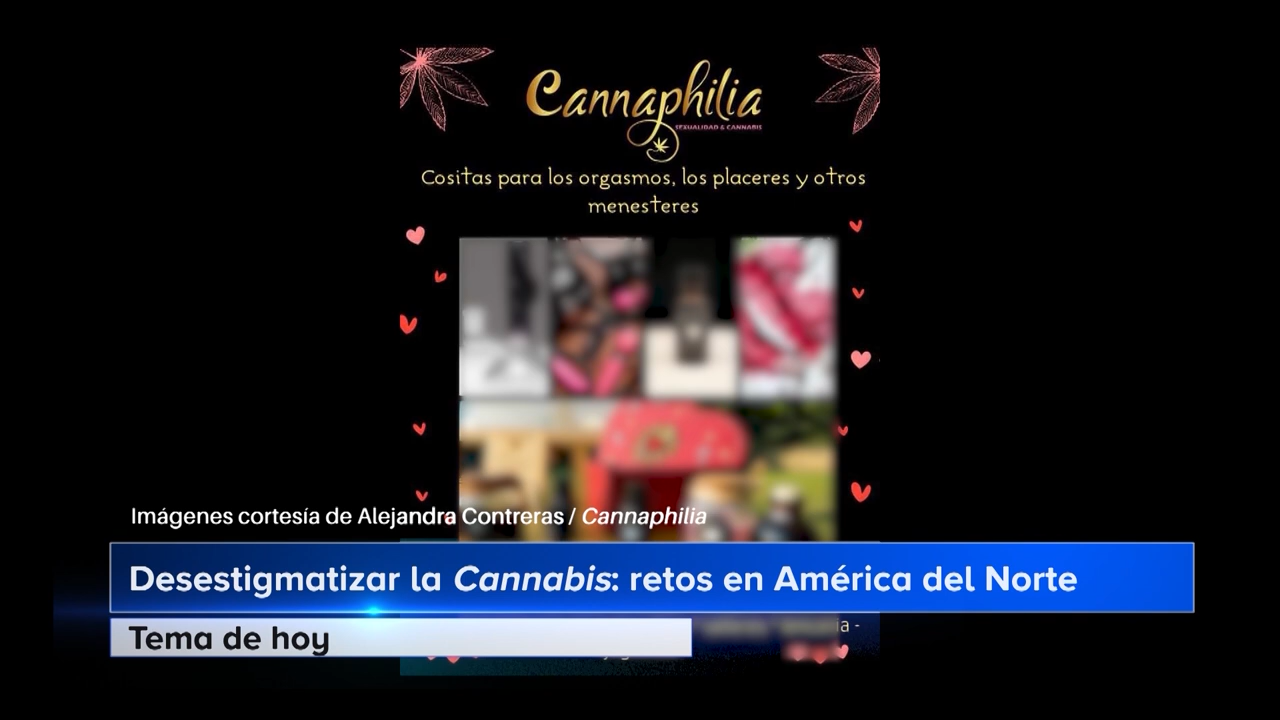 Cannaphilia
SEXUALIDAD & CANNABIS
Cositas para los orgasmos, los placeres y otros
menesteres
Imágenes cortesía de Alejandra Contreras / Cannaphilia
Desestigmatizar la Cannabis: retos en América del Norte
Tema de hoy